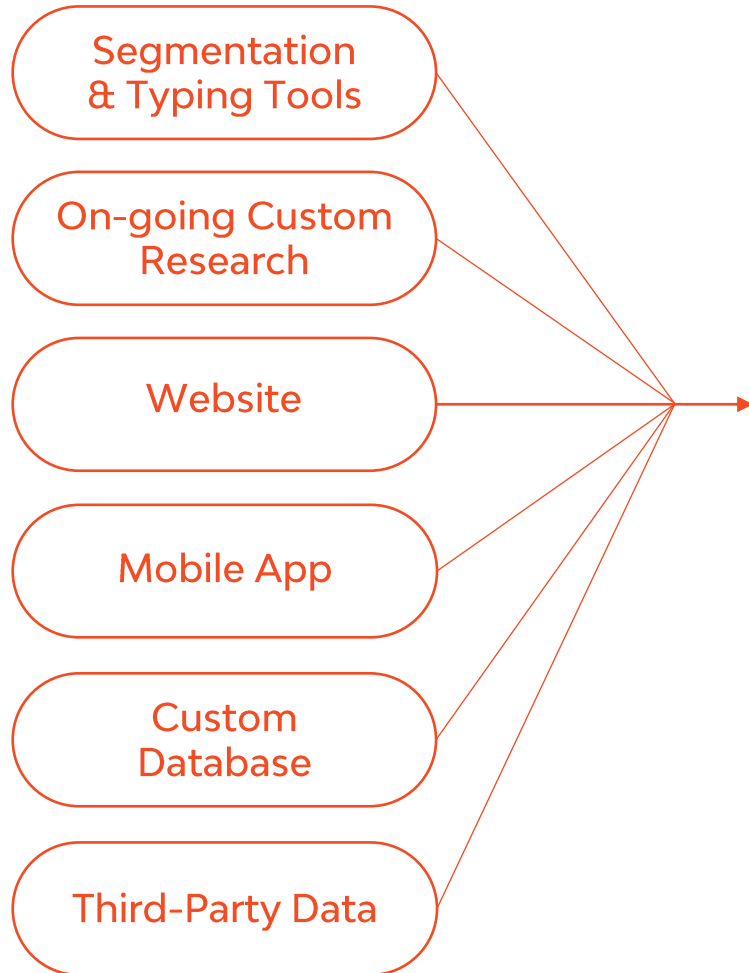 Segmentation
& Typing Tools
On-going Custom
Research
Website
Mobile App
Custom
Database
Third-Party Data